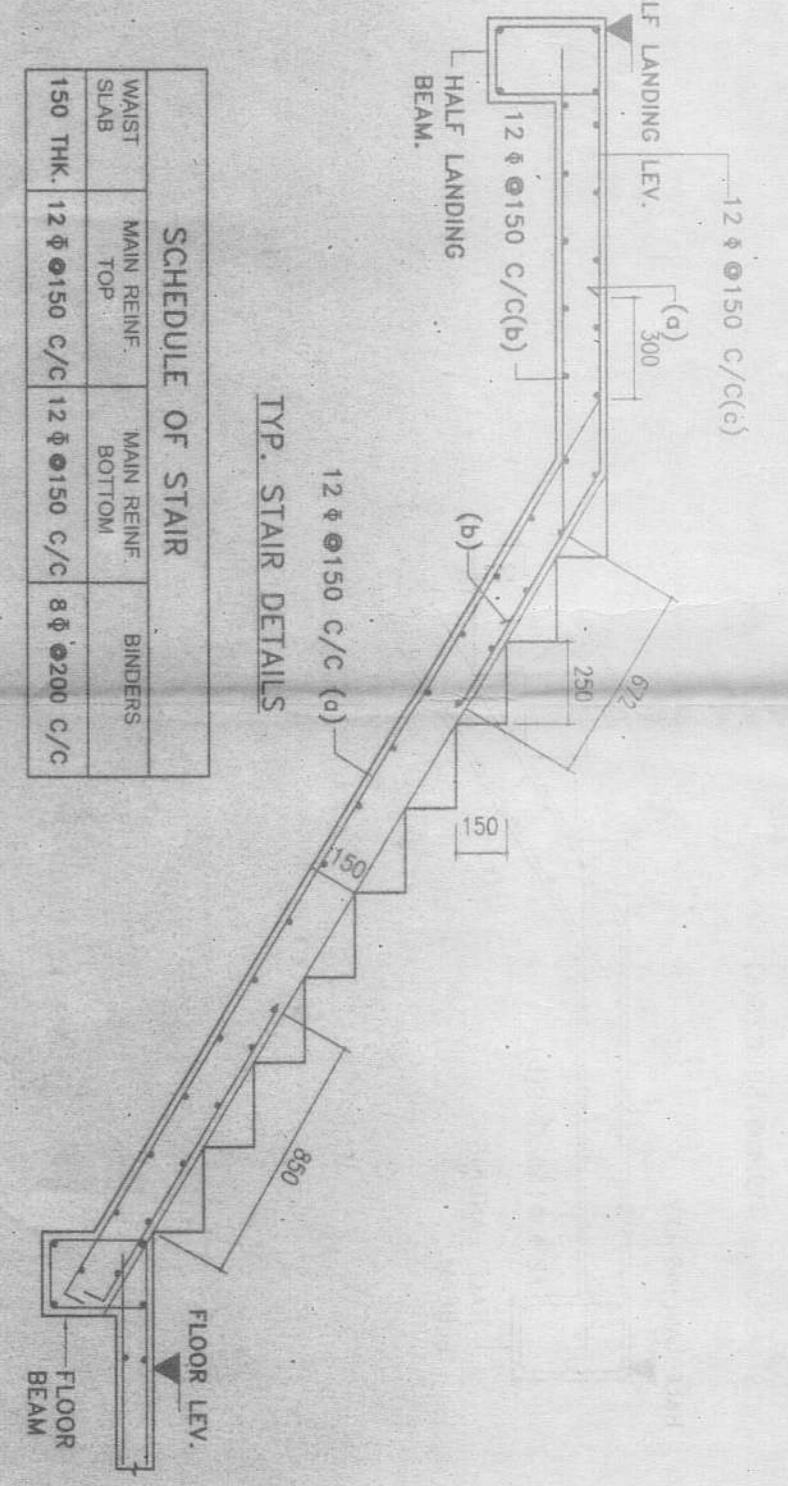 12 Φ @150 C/C(c)
(a)
300
LF LANDING LEV.
12 Φ @150 C/C(b)
HALF LANDING
BEAM.
(b)
250
150
150
850
12 Φ @150 C/C (a)
FLOOR LEV.
FLOOR
BEAM
TYP. STAIR DETAILS
SCHEDULE OF STAIR
WAIST
SLAB
MAIN REINF.
TOP
MAIN REINF.
BOTTOM
BINDERS
150 THK.
12 Φ @150 C/C
12 Φ @150 C/C
8 Φ @200 C/C